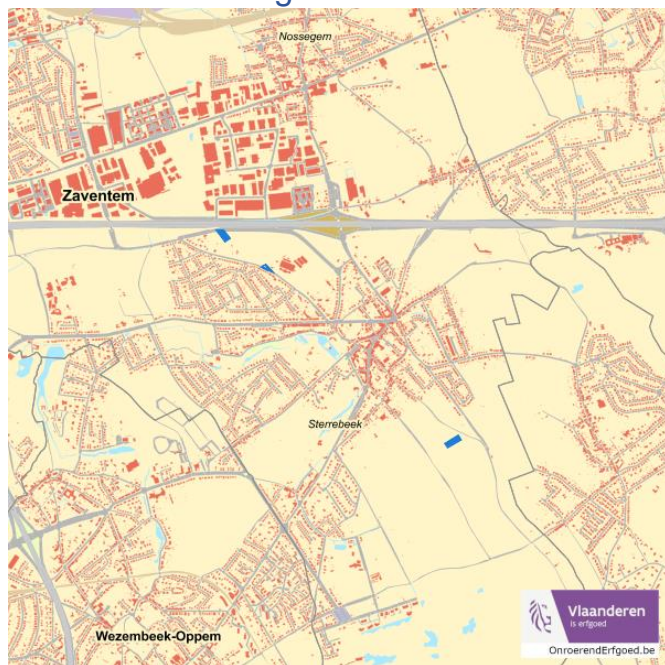 Nossegem
Zaventem
Sterrebeek
Wezembeek-Oppem
Vlaanderen
is erfgoed
OnroerendErfgoed.be